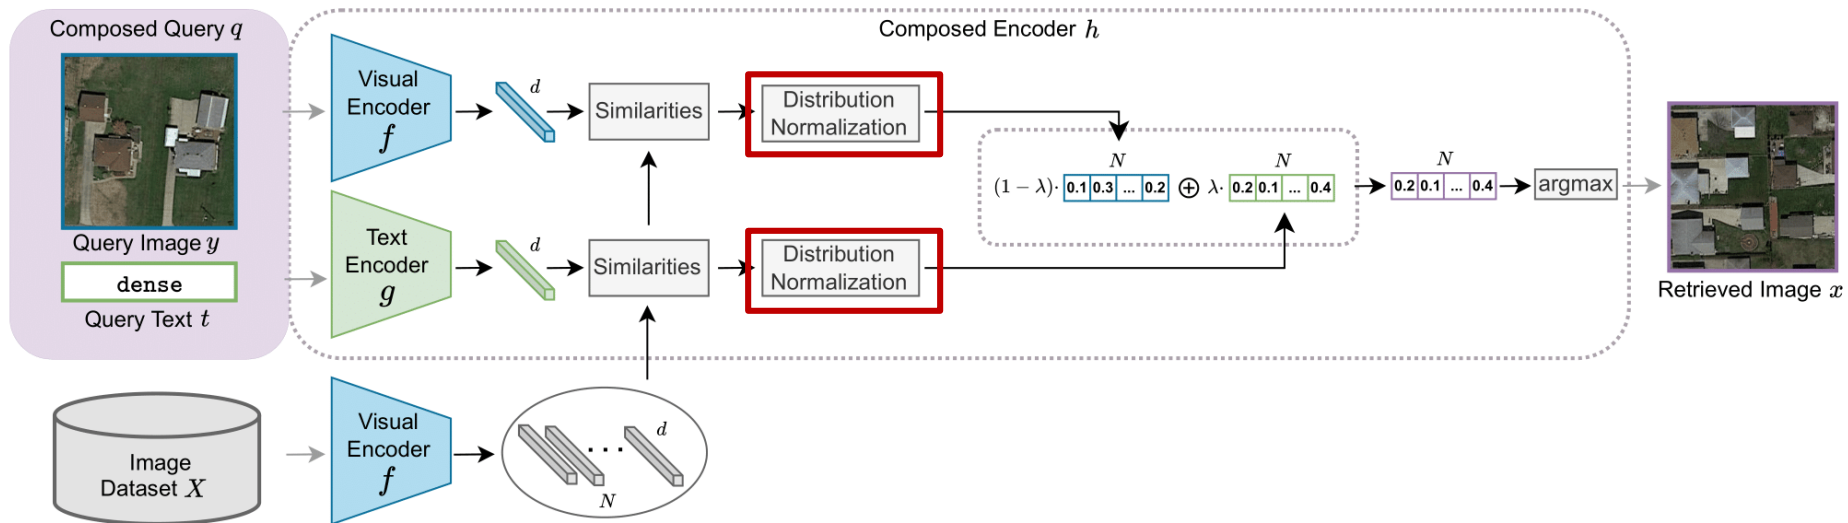 Composed Query q
Composed Encoder h
Visual
Encoder
f
d
Similarities
Distribution
Normalization
N
N
N
(1 − λ)· 0.1 0.3 ... 0.2 ⊕ λ· 0.2 0.1 ... 0.4
0.2 0.1 ... 0.4
argmax
Query Image y
dense
Query Text t
Text
Encoder
g
d
Similarities
Distribution
Normalization
Retrieved Image x
Image
Dataset X
Visual
Encoder
f
d
...
N